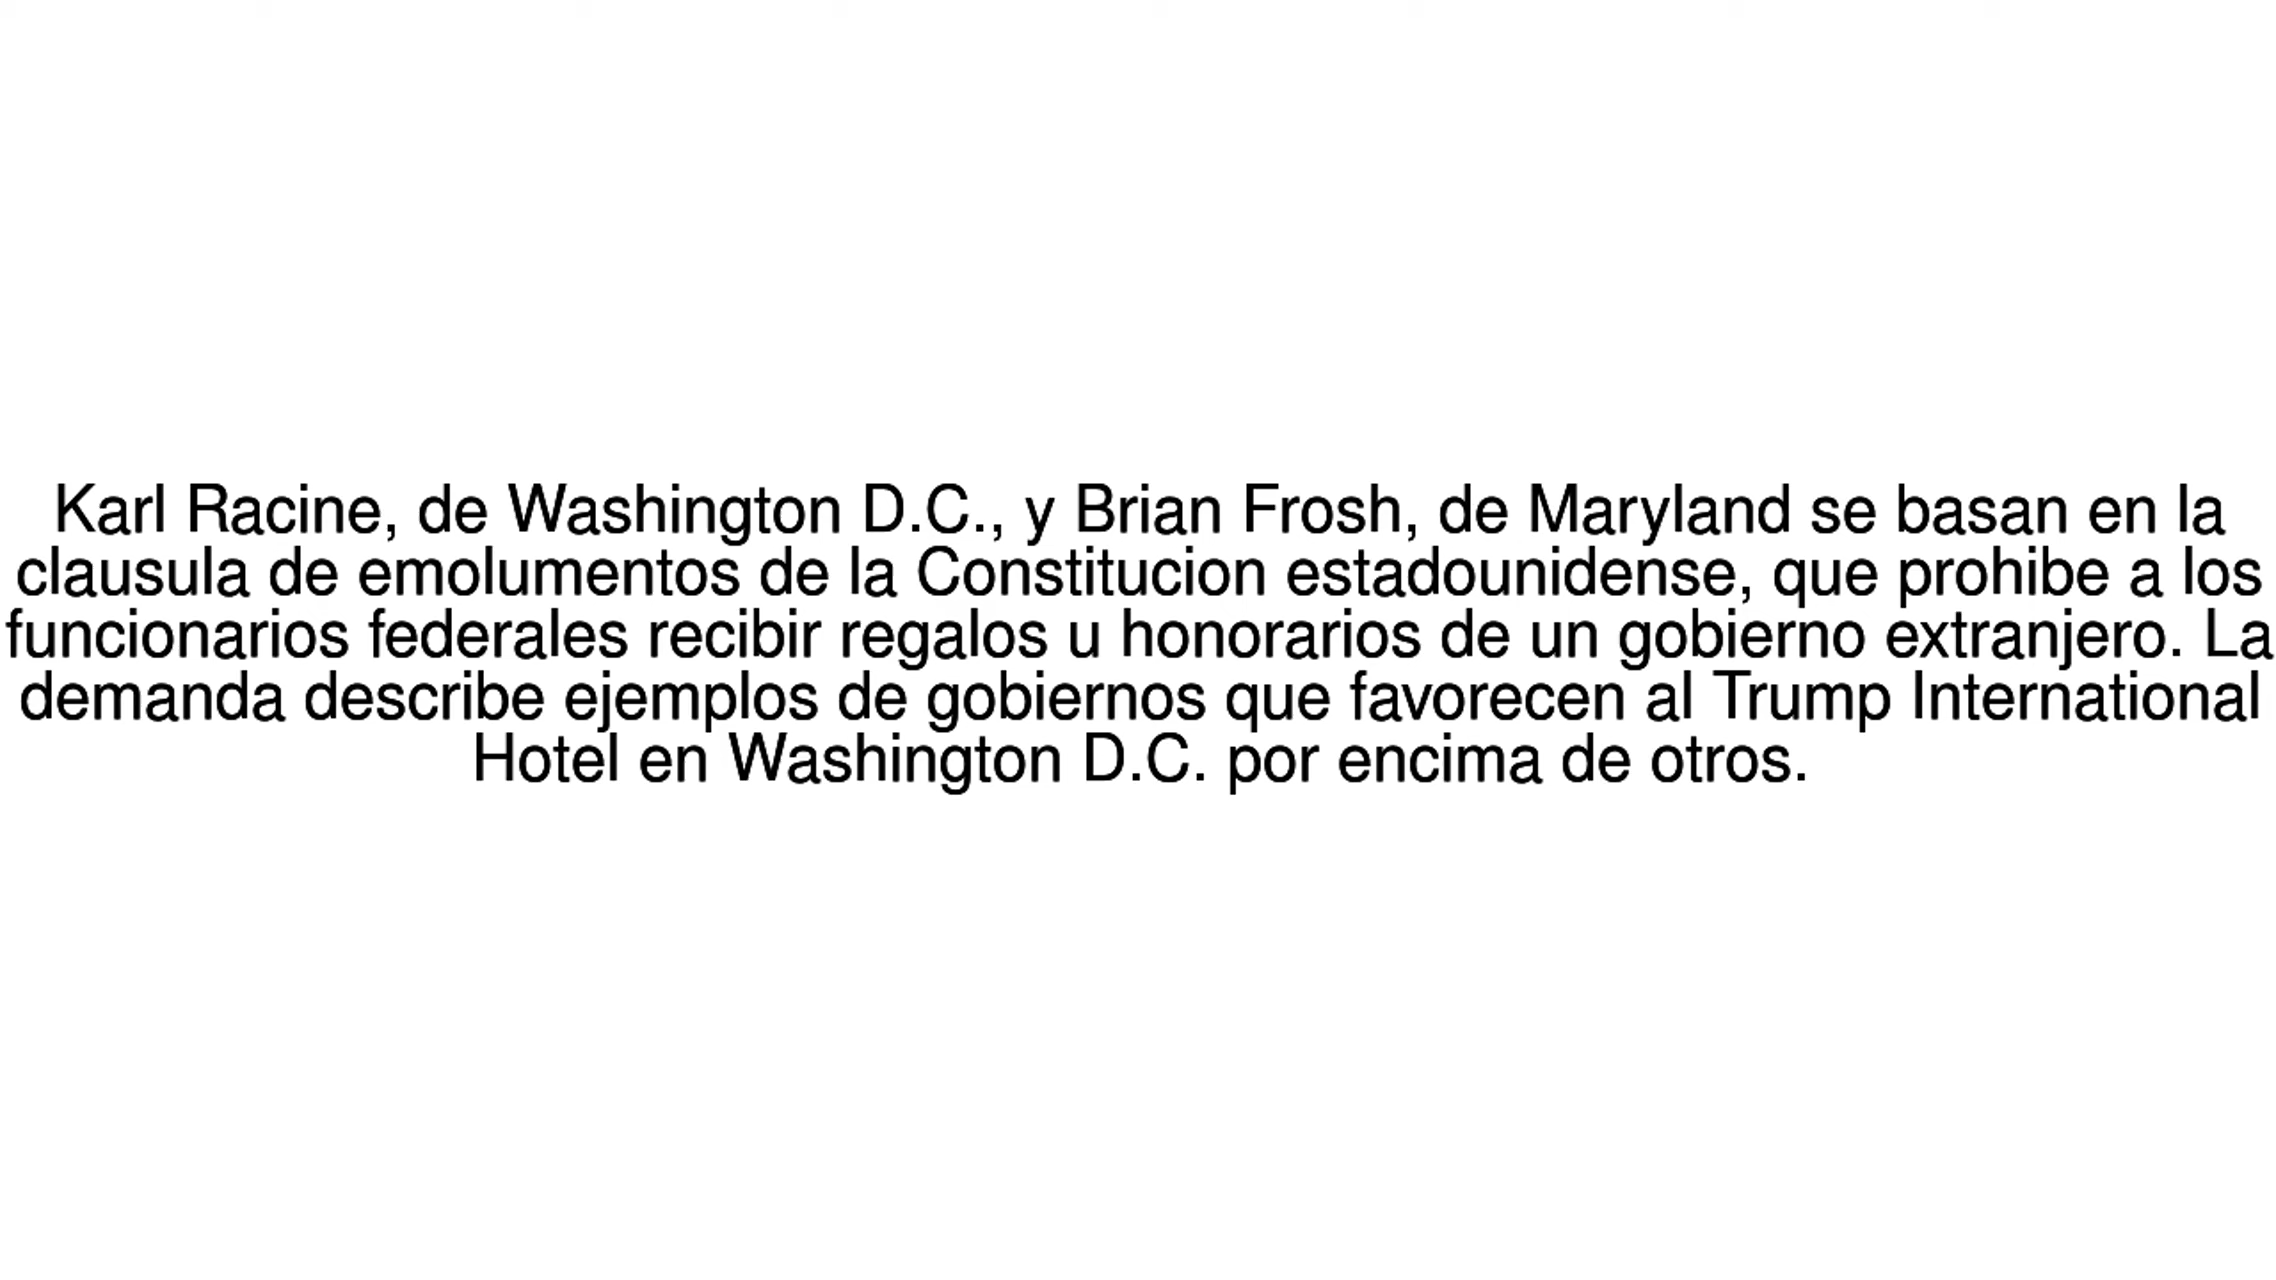 Karl Racine, de Washington D.C., y Brian Frosh, de Maryland se basan en la
clausula de emolumentos de la Constitucion estadounidense, que prohibe a los
funcionarios federales recibir regalos u honorarios de un gobierno extranjero. La
demanda describe ejemplos de gobiernos que favorecen al Trump International
Hotel en Washington D.C. por encima de otros.